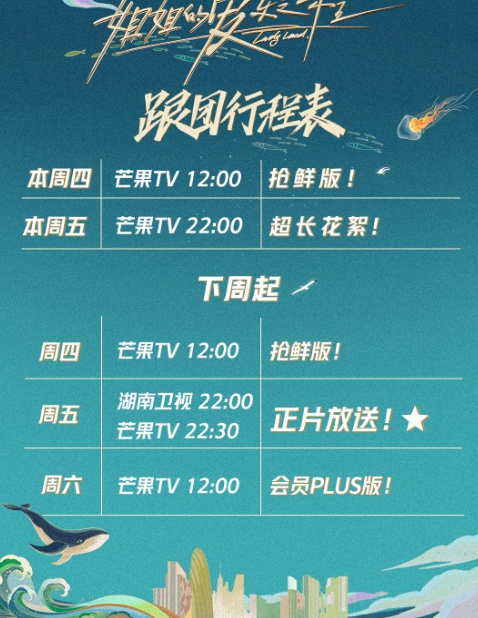 姐姐的爱乐之程
Lady Land.
跟团行程表
本周四 芒果TV 12:00 抢鲜版！
本周五 芒果TV 22:00 超长花絮！
下周起
周四 芒果TV 12:00 抢鲜版！
周五 湖南卫视 22:00 正片放送！★
芒果TV 22:30
周六 芒果TV 12:00 会员PLUS版！